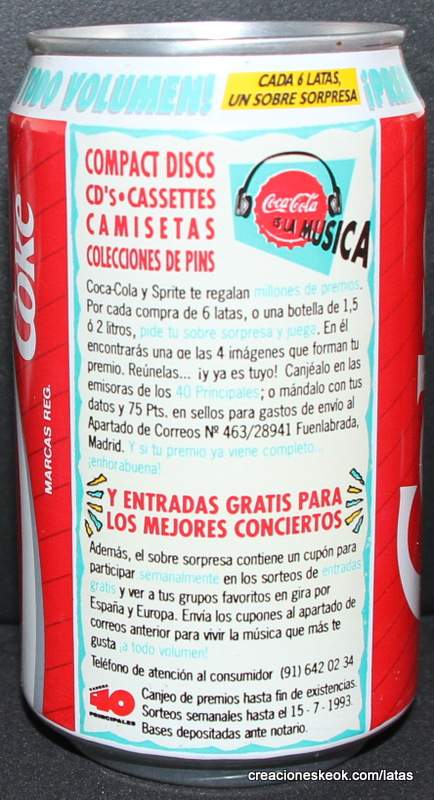 TODO VOLUMEN!
CADA 6 LATAS,
UN SOBRE SORPRESA
¡PR
COMPACT DISCS
CD's•CASSETTES
CAMISETAS
COLECCIONES DE PINS
Coca-Cola
ES LA MUSICA
Coke
MARCAS REG.
Coca-Cola y Sprite te regalan millones de premios.
Por cada compra de 6 latas, o una botella de 1,5
ó 2 litros, pide tu sobre sorpresa y juega. En él
encontrarás una de las 4 imágenes que forman tu
premio. Reúnelas... ¡y ya es tuyo! Canjéalo en las
emisoras de los 40 Principales; o mándalo con tus
datos y 75 Pts. en sellos para gastos de envío al
Apartado de Correos Nº 463/28941 Fuenlabrada,
Madrid. Y si tu premio ya viene completo...
¡enhorabuena!
Y ENTRADAS GRATIS PARA
LOS MEJORES CONCIERTOS
Además, el sobre sorpresa contiene un cupón para
participar semanalmente en los sorteos de entradas
gratis y ver a tus grupos favoritos en gira por
España y Europa. Envía los cupones al apartado de
correos anterior para vivir la música que más te
gusta ¡a todo volumen!
Teléfono de atención al consumidor (91) 642 02 34
40
PRINCIPALES
Canjeo de premios hasta fin de existencias.
Sorteos semanales hasta el 15-7-1993.
Bases depositadas ante notario.
creacioneskeok.com/latas